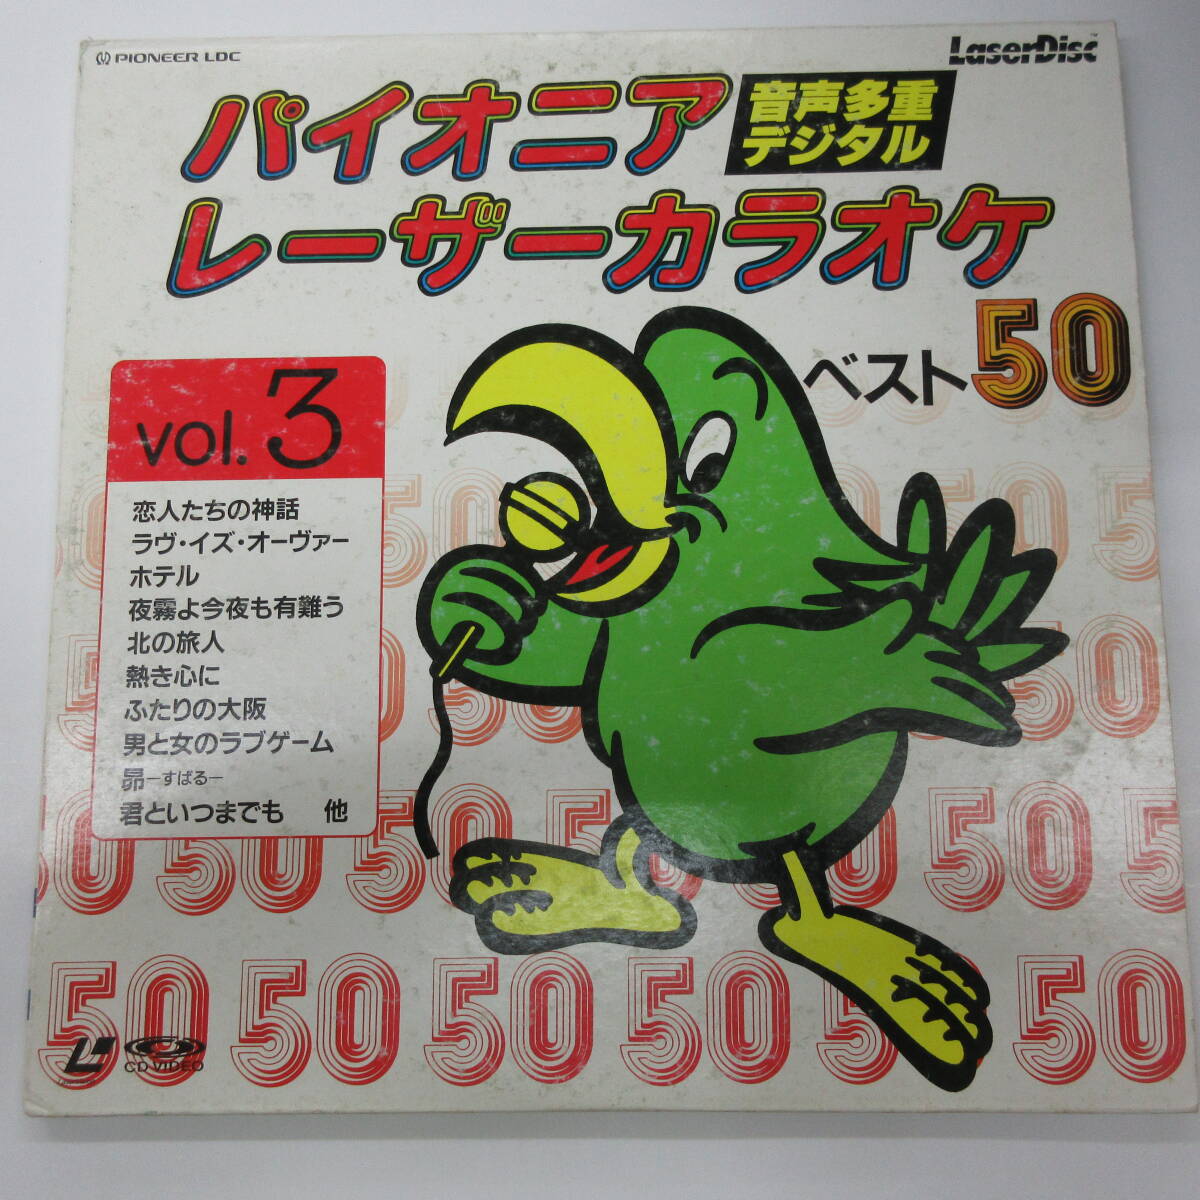 PIONEER LDC
LaserDisc
パイオニア
音声多重
デジタル
レーザーカラオケ
ベスト50
vol.3
恋人たちの神話
ラヴ・イズ・オーヴァー
ホテル
夜霧よ今夜も有難う
北の旅人
熱き心に
ふたりの大阪
男と女のラブゲーム
昴―すばる―
君といつまでも 他
50 50 50 50 50 50
CD VIDEO